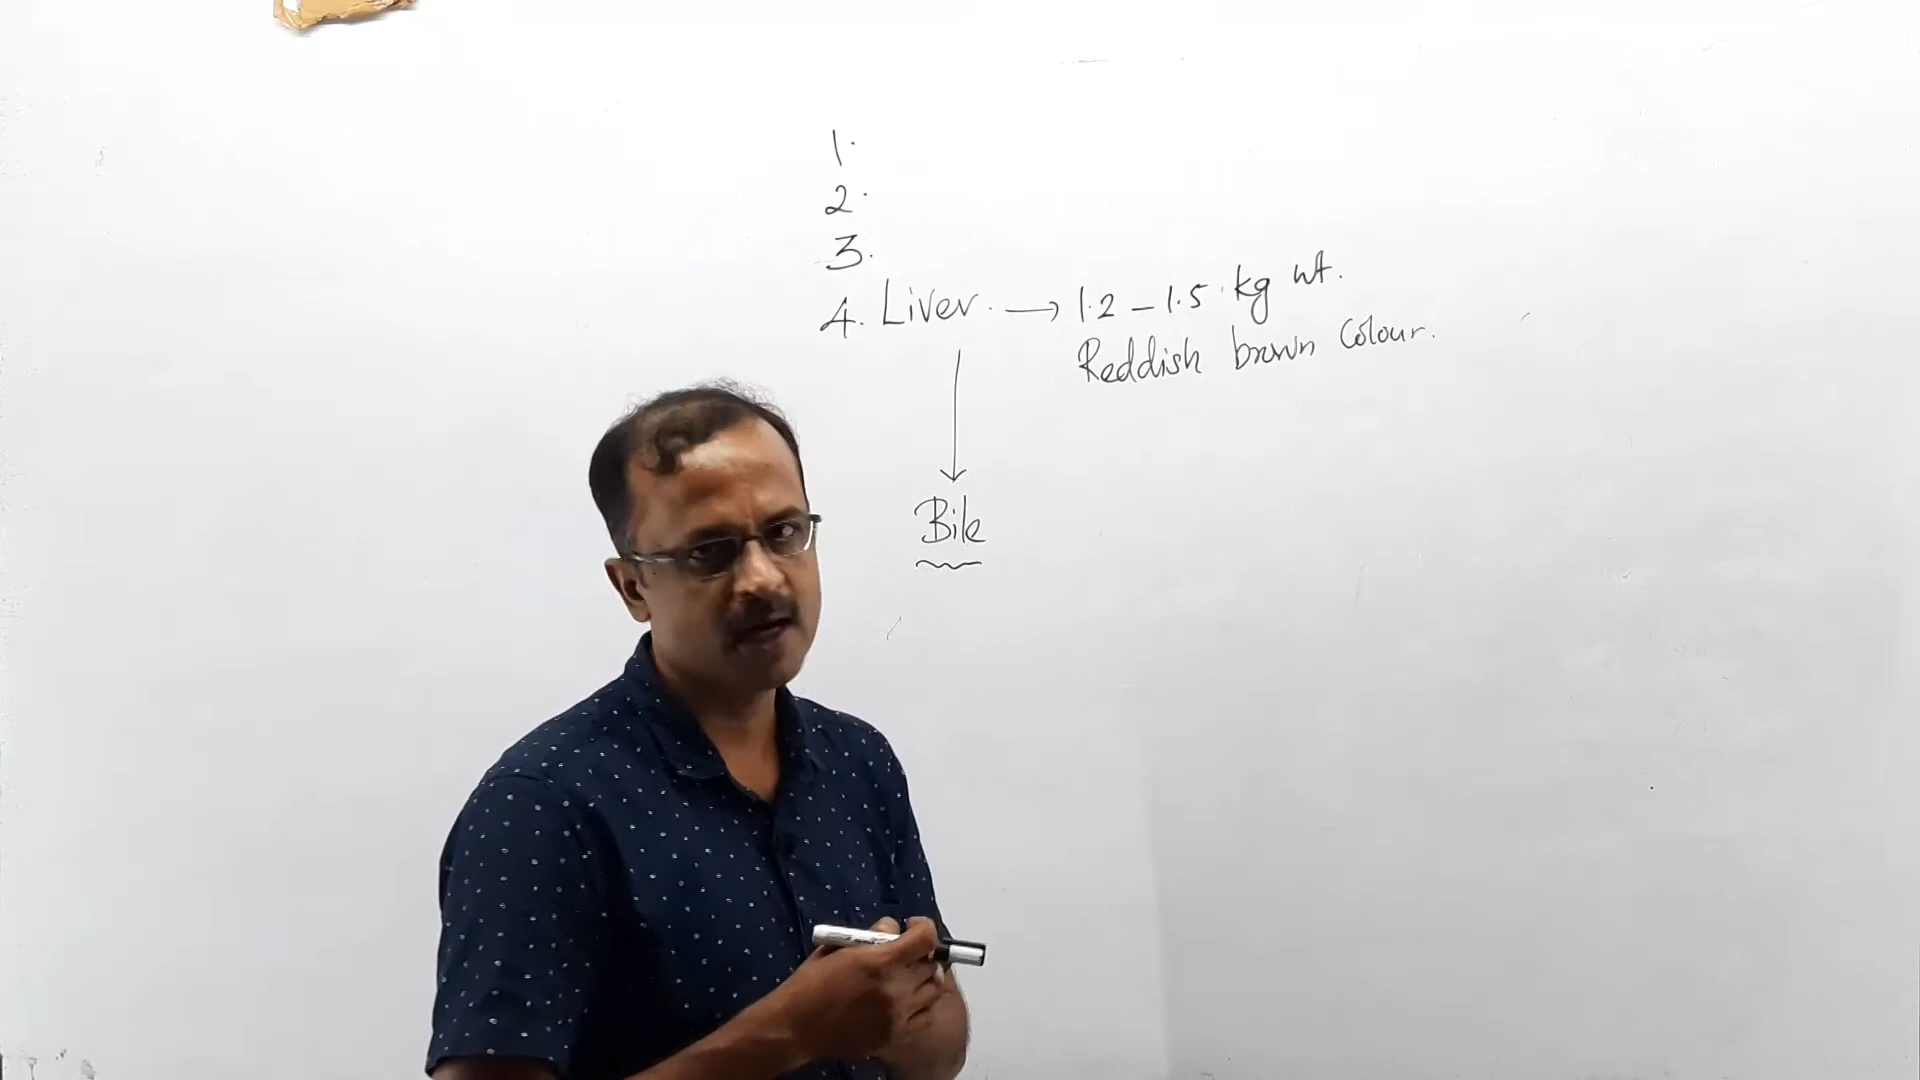 1.
2.
3.
4. Liver. → 1.2 – 1.5 kg wt.
Reddish brown Colour.
Bile